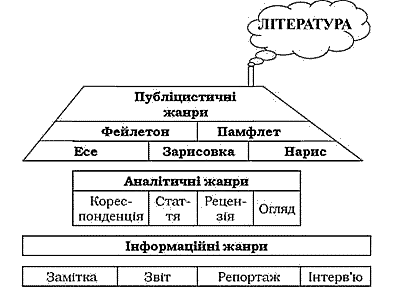 ЛІТЕРАТУРА
Публіцистичні
жанри
Фейлетон Памфлет
Есе Зарисовка Нарис
Аналітичні жанри
Корес- Стат- Рецен- Огляд
понденція тя зія
Інформаційні жанри
Замітка Звіт Репортаж Інтерв'ю